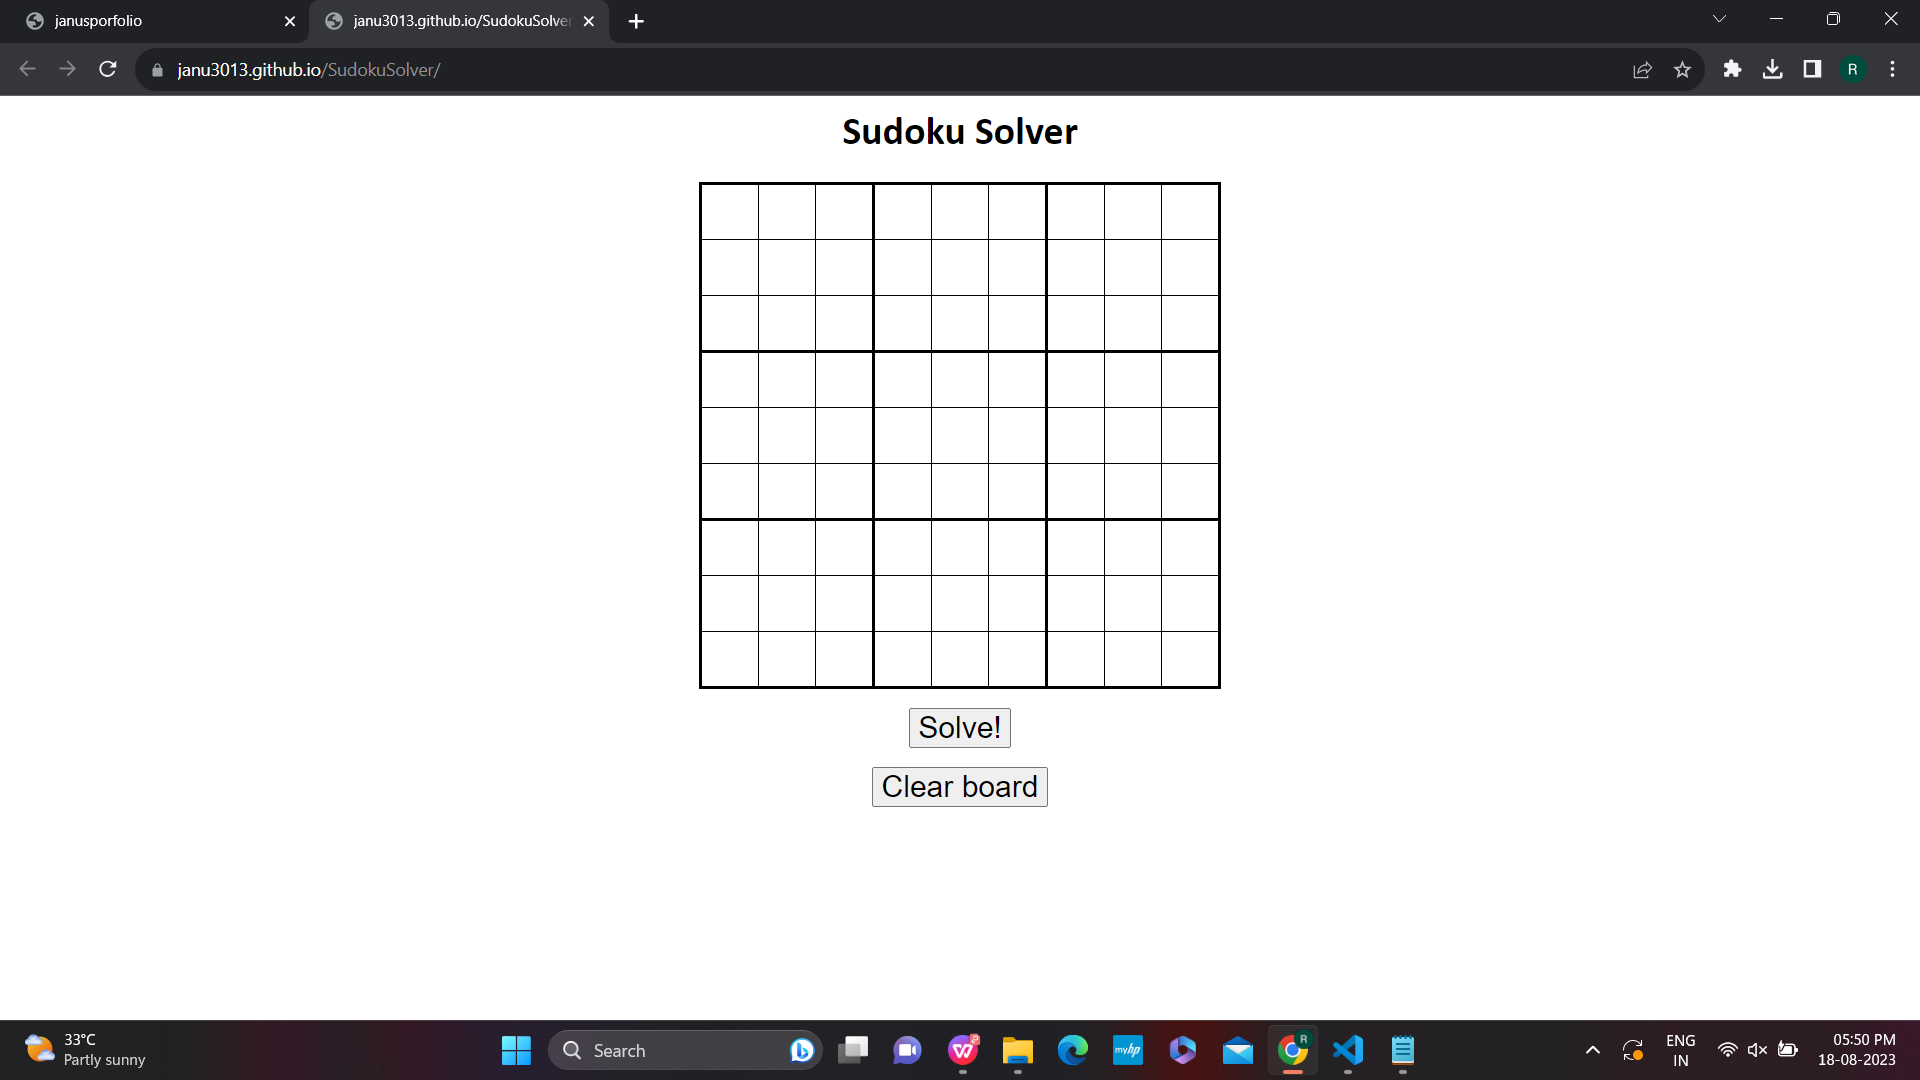 janusporfolio
janu3013.github.io/SudokuSolver
janu3013.github.io/SudokuSolver/
R
Sudoku Solver
Solve!
Clear board
33°C
Partly sunny
Search
myhp
R
ENG
IN
05:50 PM
18-08-2023